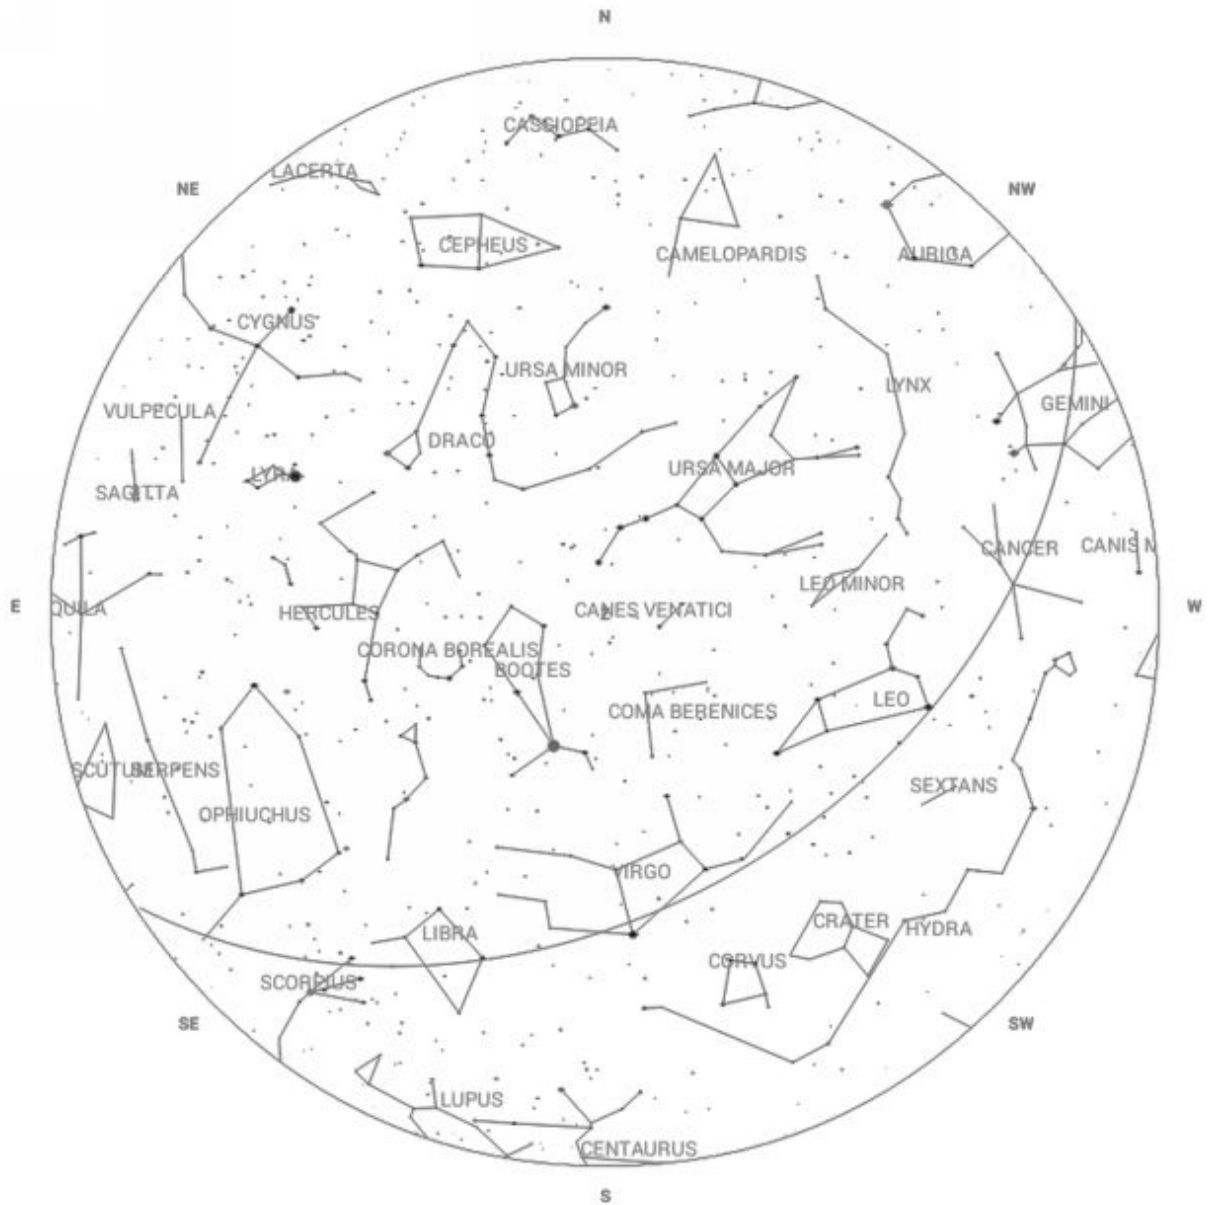 N
CASSIOPEIA
LACERTA
NE
NW
CEPHEUS
CAMELOPARDIS
AURIGA
CYGNUS
URSA MINOR
LYNX
VULPECULA
GEMINI
DRACO
URSA MAJOR
LYRA
SAGITTA
CANCER
CANIS M
LEO MINOR
E
QUILA
HERCULES
CANES VENATICI
W
CORONA BOREALIS
BOOTES
LEO
COMA BERENICES
SCUTUM
SERPENS
SEXTANS
OPHIUCHUS
VIRGO
CRATER
HYDRA
LIBRA
CORVUS
SCORPIUS
SE
SW
LUPUS
CENTAURUS
S